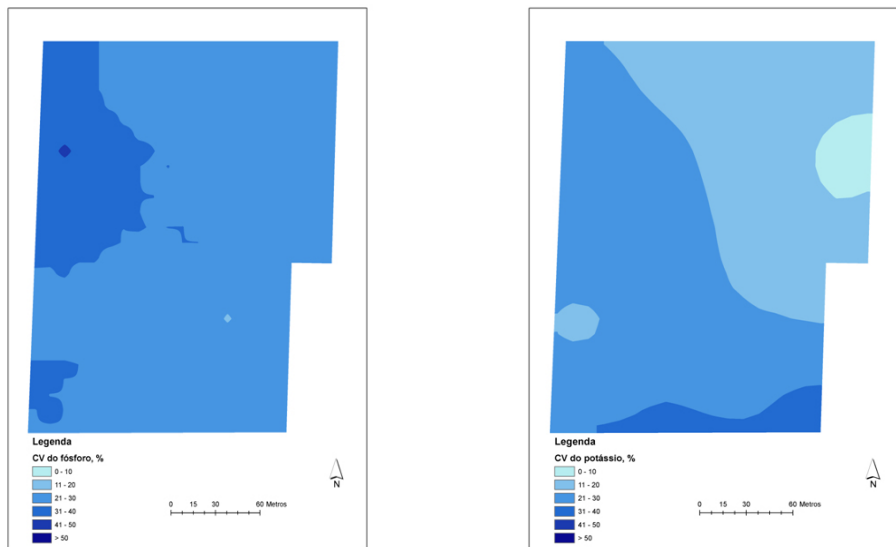 Legenda
CV do fósforo, %
0 - 10
11 - 20
21 - 30
31 - 40
41 - 50
> 50
0 15 30 60 Metros
N
Legenda
CV do potássio, %
0 - 10
11 - 20
21 - 30
31 - 40
41 - 50
> 50
0 15 30 60 Metros
N